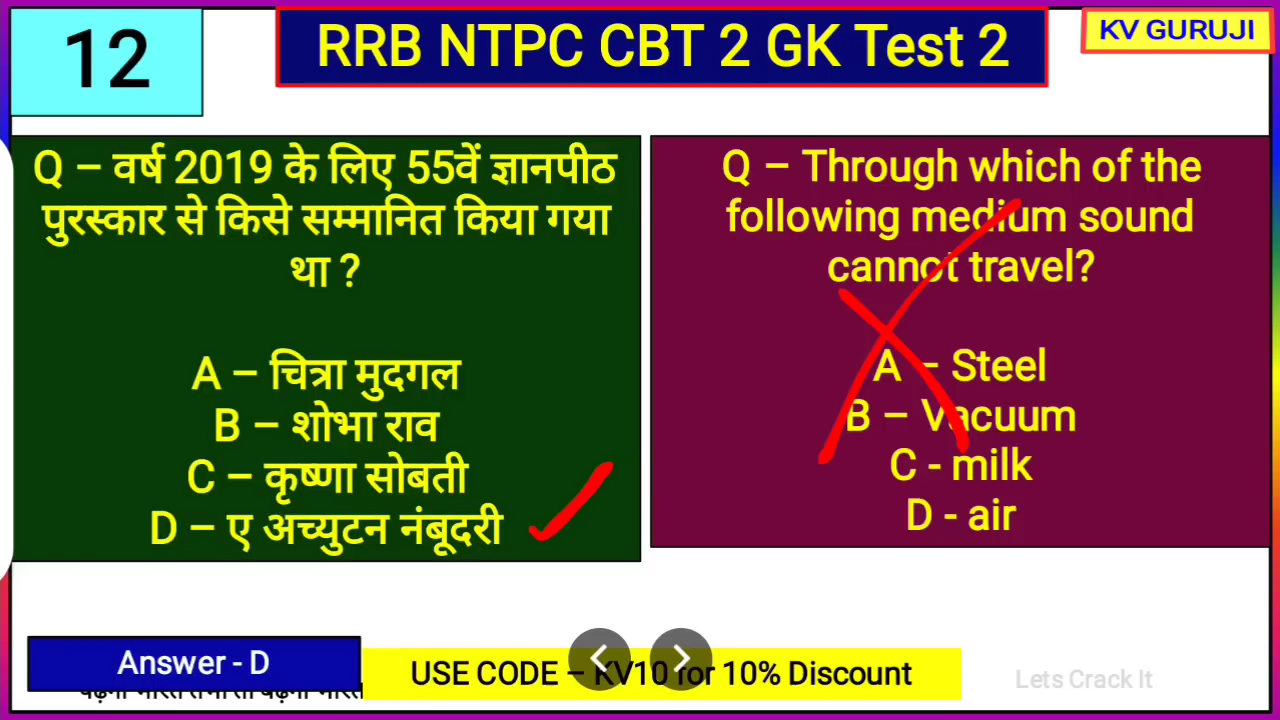 12
RRB NTPC CBT 2 GK Test 2
KV GURUJI
Q – वर्ष 2019 के लिए 55वें ज्ञानपीठ
पुरस्कार से किसे सम्मानित किया गया
था ?
A – चित्रा मुदगल
B – शोभा राव
C – कृष्णा सोबती
D – ए अच्युटन नंबूदरी
Q – Through which of the
following medium sound
cannot travel?
A – Steel
B – Vacuum
C - milk
D - air
Answer - D
USE CODE – KV10 for 10% Discount
Lets Crack It